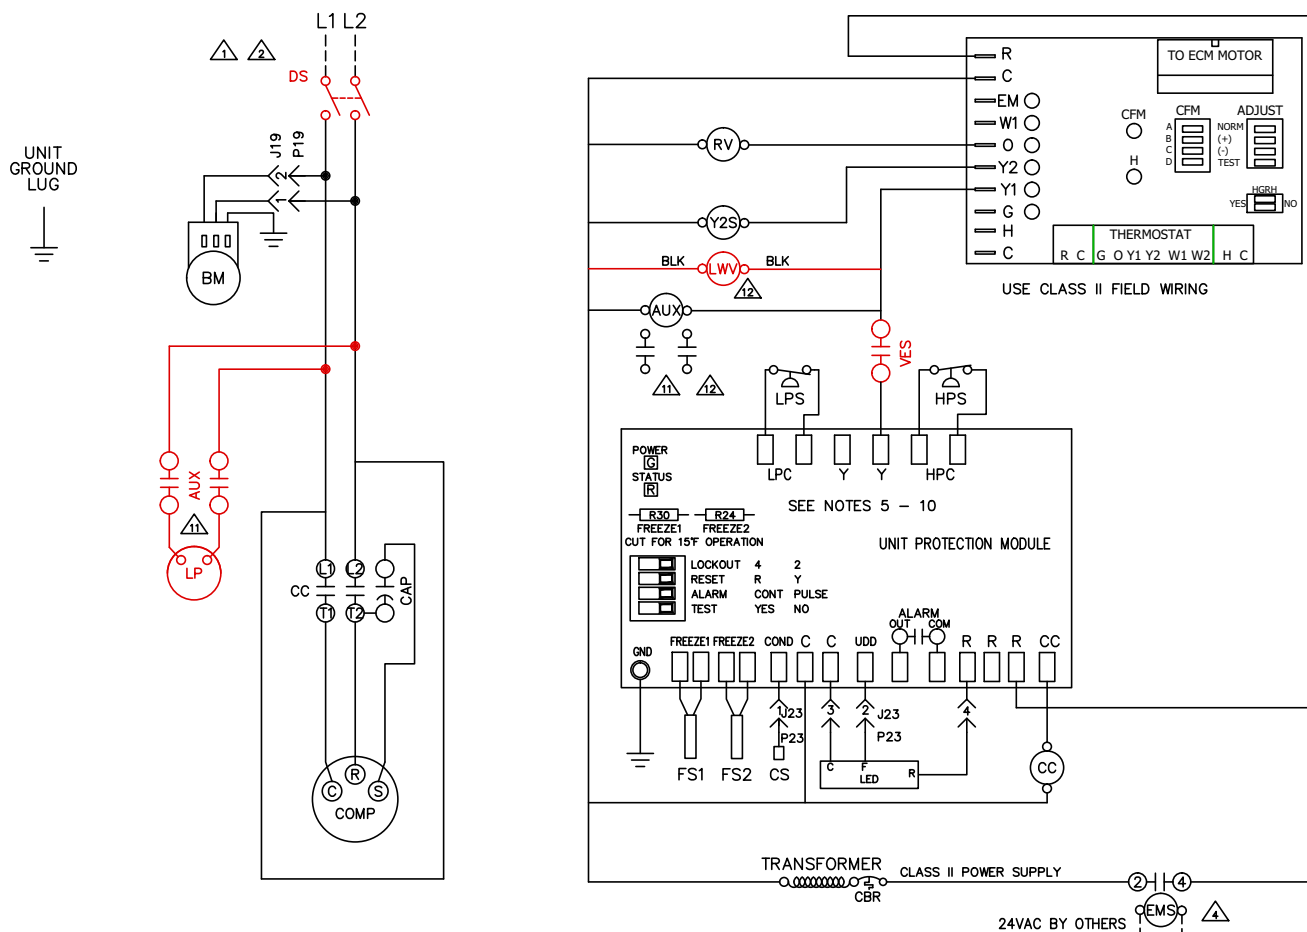 L1 L2
1 2
DS
J19
P19
2
1
UNIT
GROUND
LUG
BM
AUX
11
LP
L1 L2
CC
CAP
T1 T2
R
C S
COMP
R
C
EM
W1
O
Y2
Y1
G
H
C
TO ECM MOTOR
CFM
H
CFM
A
B
C
D
ADJUST
NORM
(+)
(-)
TEST
HGRH
YES NO
THERMOSTAT
R C G O Y1 Y2 W1 W2 H C
USE CLASS II FIELD WIRING
RV
Y2S
BLK LWV BLK
12
AUX
11 12
VES
LPS
HPS
POWER
G
STATUS
R
LPC Y Y HPC
SEE NOTES 5 - 10
R30 R24
FREEZE1 FREEZE2
CUT FOR 15°F OPERATION
UNIT PROTECTION MODULE
LOCKOUT 4 2
RESET R Y
ALARM CONT PULSE
TEST YES NO
ALARM
OUT COM
GND
FREEZE1 FREEZE2 COND C C UDD R R R CC
1 J23
P23
3
2 J23
P23
4
FS1 FS2 CS
C F R
LED
CC
TRANSFORMER
CBR
CLASS II POWER SUPPLY
2 4
24VAC BY OTHERS
EMS
4